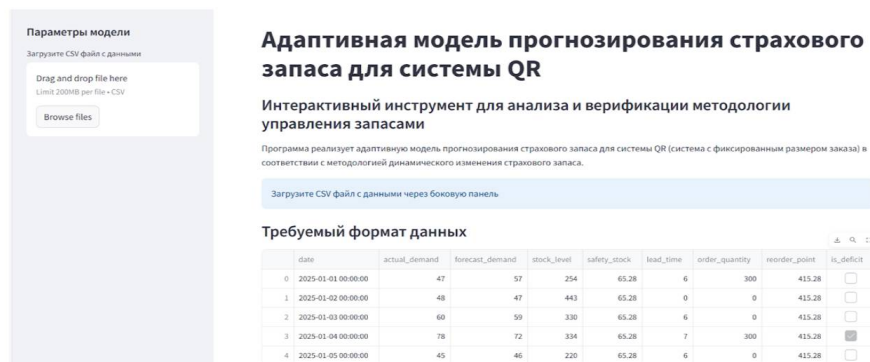 Параметры модели
Загрузите CSV файл с данными
Drag and drop file here
Limit 200MB per file • CSV
Browse files
Адаптивная модель прогнозирования страхового
запаса для системы QR
Интерактивный инструмент для анализа и верификации методологии
управления запасами
Программа реализует адаптивную модель прогнозирования страхового запаса для системы QR (система с фиксированным размером заказа) в
соответствии с методологией динамического изменения страхового запаса.
Загрузите CSV файл с данными через боковую панель
Требуемый формат данных
date actual_demand forecast_demand stock_level safety_stock lead_time order_quantity reorder_point is_deficit
0 2025-01-01 00:00:00 47 57 254 65.28 6 300 415.28
1 2025-01-02 00:00:00 48 47 443 65.28 0 0 415.28
2 2025-01-03 00:00:00 60 59 330 65.28 6 0 415.28
3 2025-01-04 00:00:00 78 72 334 65.28 7 300 415.28
4 2025-01-05 00:00:00 45 46 220 65.28 6 0 415.28